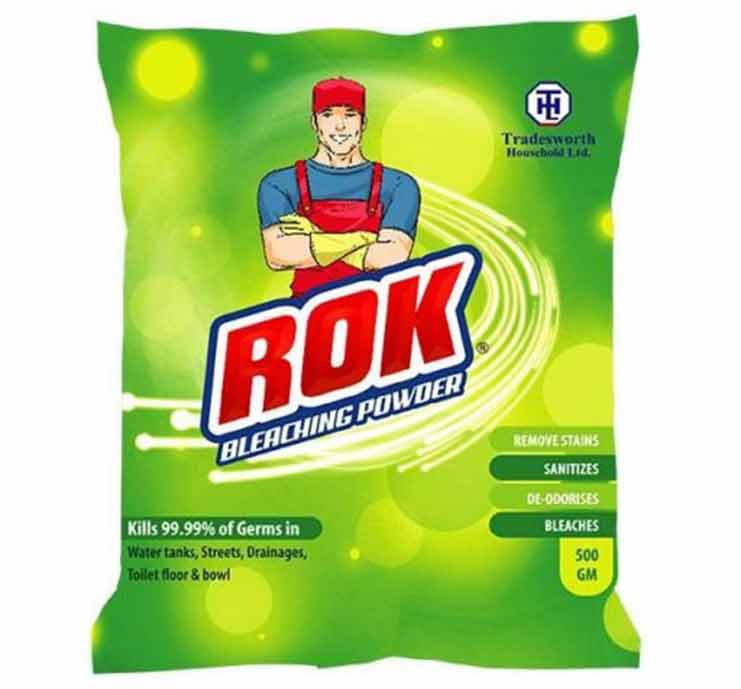 TH
Tradesworth
Household Ltd.
ROK®
BLEACHING POWDER
REMOVE STAINS
SANITIZES
DE-ODORISES
BLEACHES
500
GM
Kills 99.99% of Germs in
Water tanks, Streets, Drainages,
Toilet floor & bowl